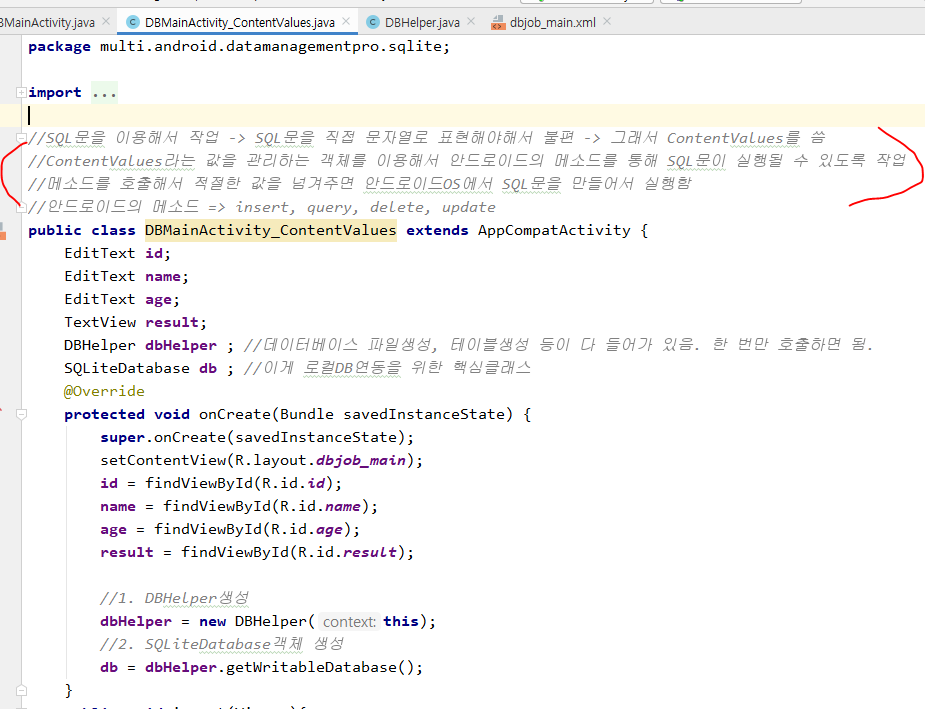 BMainActivity.java × DBMainActivity_ContentValues.java × DBHelper.java × dbjob_main.xml ×
package multi.android.datamanagementpro.sqlite;
import ...
//SQL문을 이용해서 작업 -> SQL문을 직접 문자열로 표현해야해서 불편 -> 그래서 ContentValues를 씀
//ContentValues라는 값을 관리하는 객체를 이용해서 안드로이드의 메소드를 통해 SQL문이 실행될 수 있도록 작업
//메소드를 호출해서 적절한 값을 넘겨주면 안드로이드OS에서 SQL문을 만들어서 실행함
//안드로이드의 메소드 => insert, query, delete, update
public class DBMainActivity_ContentValues extends AppCompatActivity {
EditText id;
EditText name;
EditText age;
TextView result;
DBHelper dbHelper ; //데이터베이스 파일생성, 테이블생성 등이 다 들어가 있음. 한 번만 호출하면 됨.
SQLiteDatabase db ; //이게 로컬DB연동을 위한 핵심클래스
@Override
protected void onCreate(Bundle savedInstanceState) {
super.onCreate(savedInstanceState);
setContentView(R.layout.dbjob_main);
id = findViewById(R.id.id);
name = findViewById(R.id.name);
age = findViewById(R.id.age);
result = findViewById(R.id.result);
//1. DBHelper생성
dbHelper = new DBHelper( context: this);
//2. SQLiteDatabase객체 생성
db = dbHelper.getWritableDatabase();
}